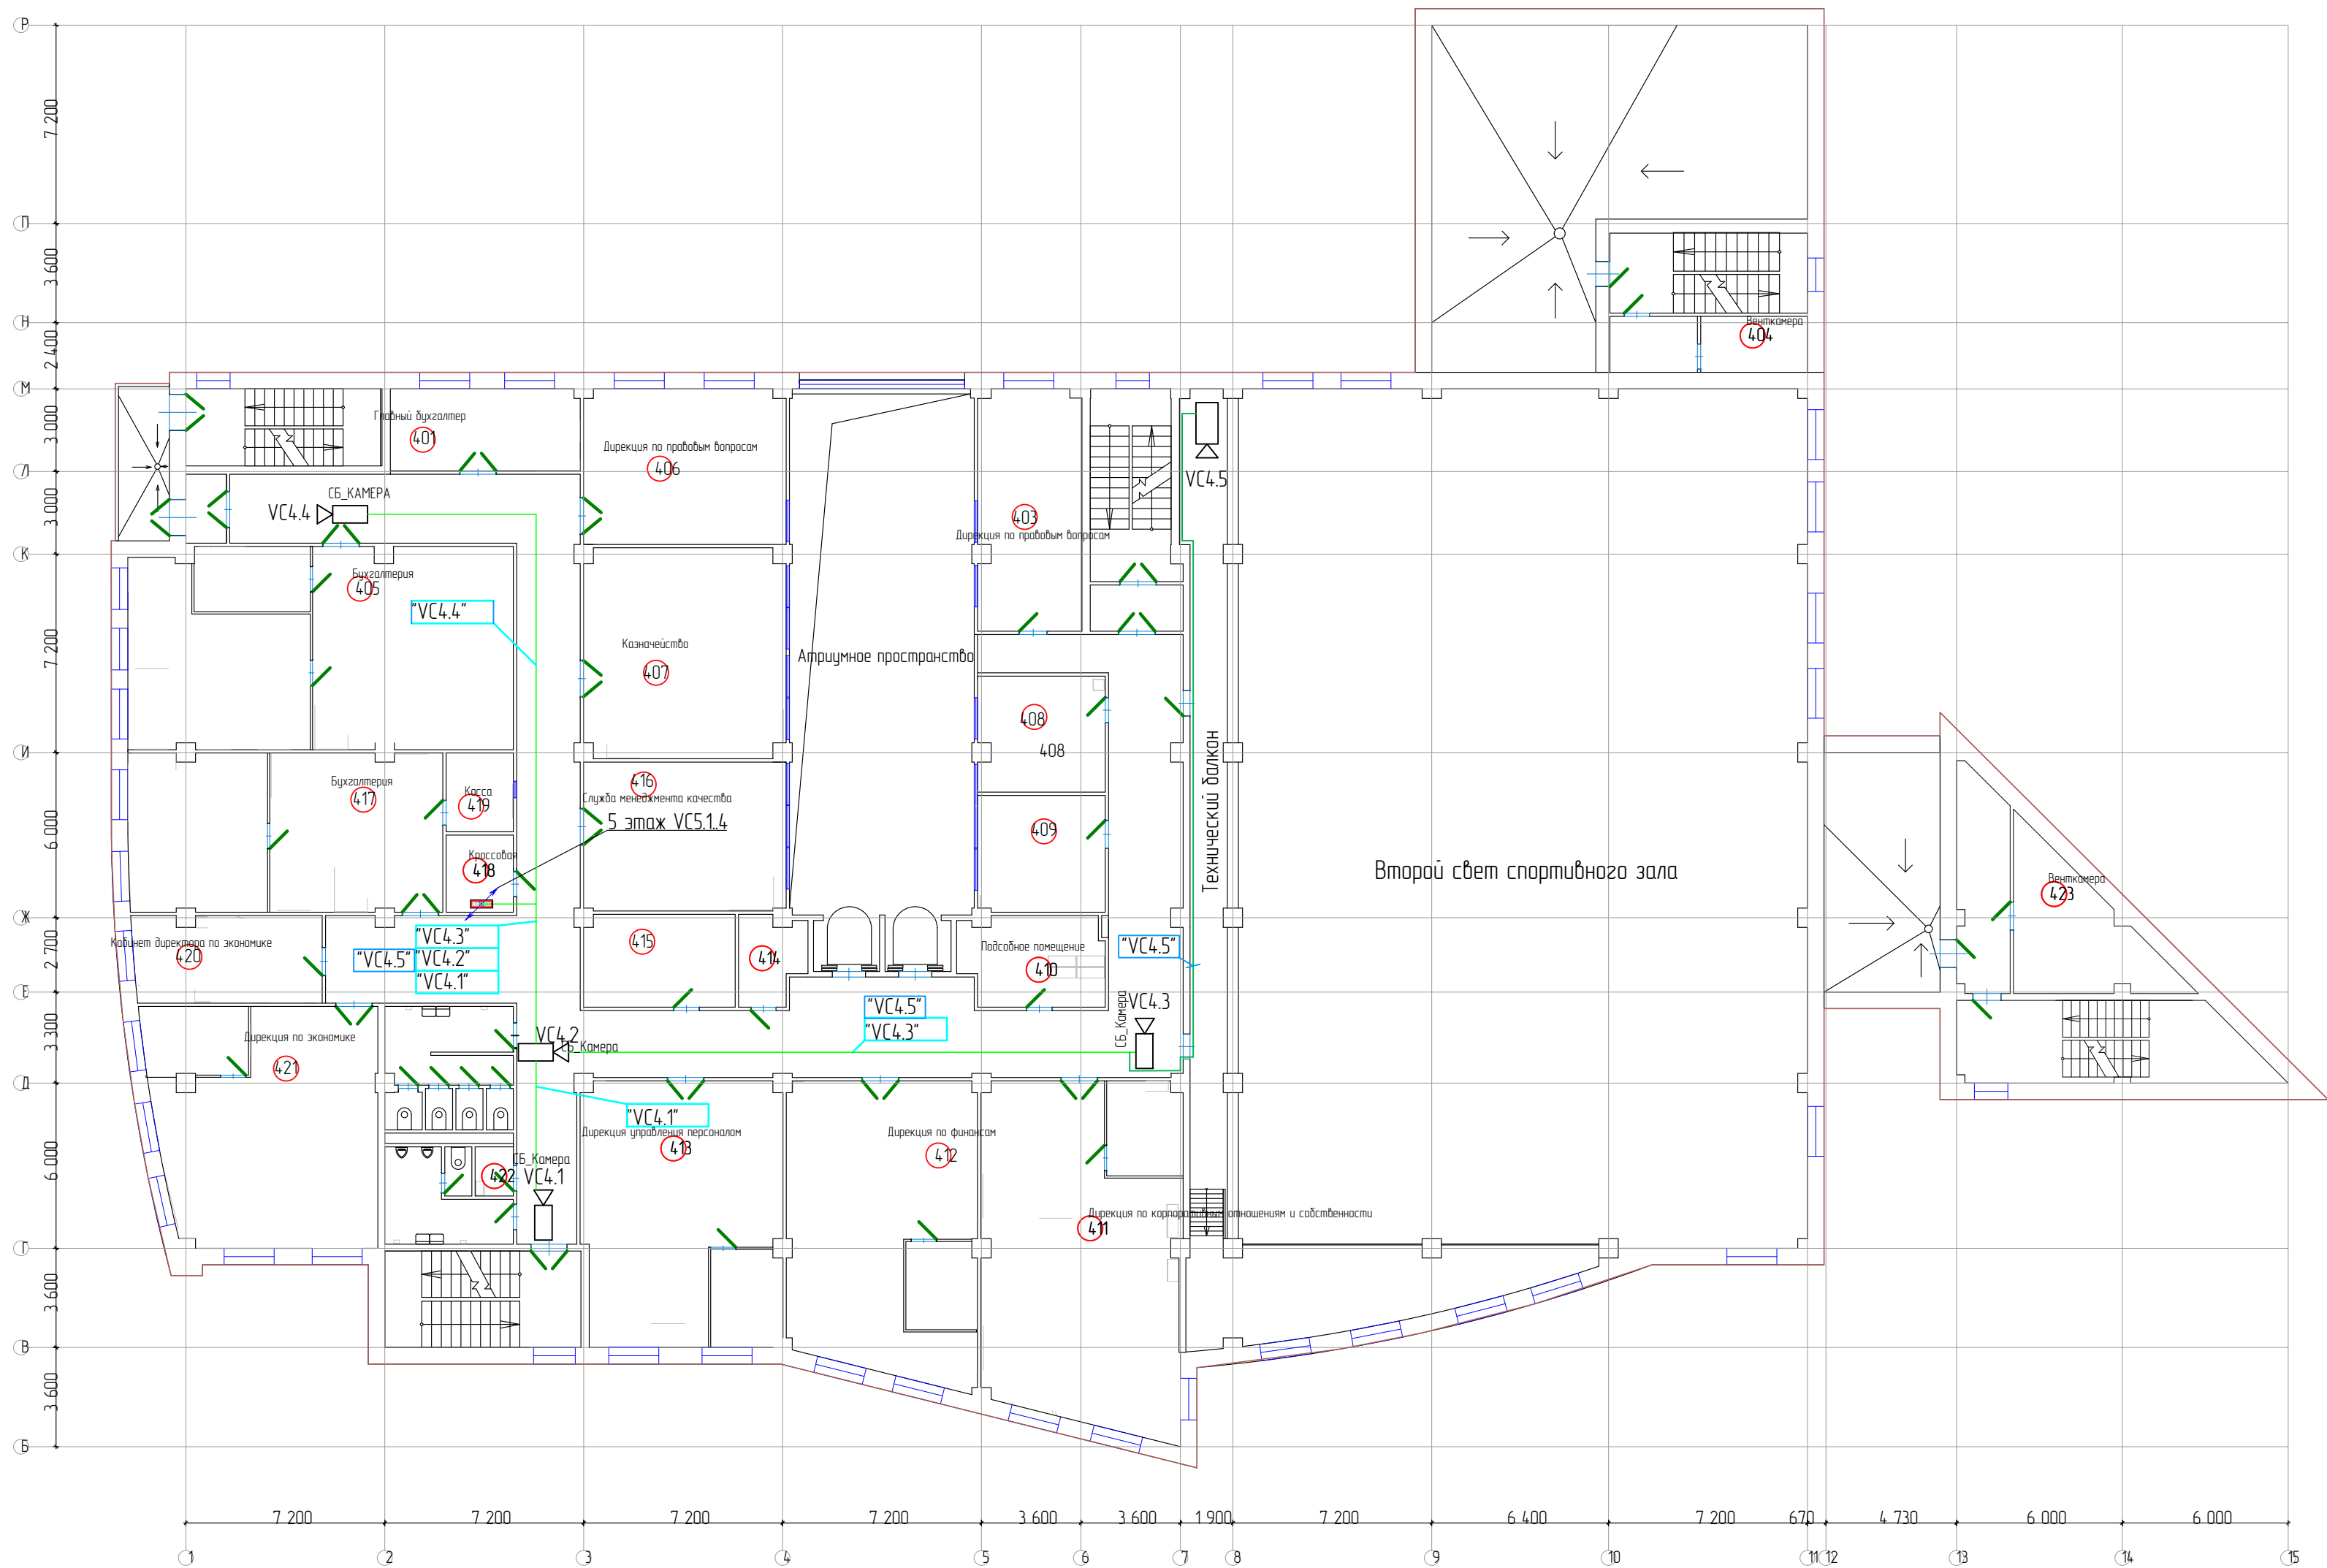 Р
7 200
П
3 600
Н
2 400
Венткамера
404
М
3 000
Главный бухгалтер
401
Дирекция по правовым вопросам
406
Л
VC4.5
3 000
СБ_КАМЕРА
VC4.4
403
Дирекция по правовым вопросам
К
Бухгалтерия
405
"VC4.4"
7 200
Казначейство
407
Атриумное пространство
408
408
И
Технический балкон
Бухгалтерия
417
Касса
419
416
Служба менеджмента качества
5 этаж VC5.1..4
409
6 000
Кроссовая
418
Второй свет спортивного зала
Венткамера
423
Ж
2 700
Кабинет директора по экономике
420
"VC4.3"
"VC4.5"
"VC4.2"
"VC4.1"
415
414
Подсобное помещение
410
"VC4.5"
Е
3 300
"VC4.5"
"VC4.3"
VC4.3
СБ_Камера
Дирекция по экономике
421
VC4.2
СБ_Камера
Д
"VC4.1"
6 000
Дирекция управления персоналом
413
Дирекция по финансам
412
СБ_Камера
422
VC4.1
Дирекция по корпоративным отношениям и собственности
411
Г
3 600
В
3 600
Б
7 200
7 200
7 200
7 200
3 600
3 600
1 900
7 200
6 400
7 200
670
4 730
6 000
6 000
1
2
3
4
5
6
7
8
9
10
11
12
13
14
15